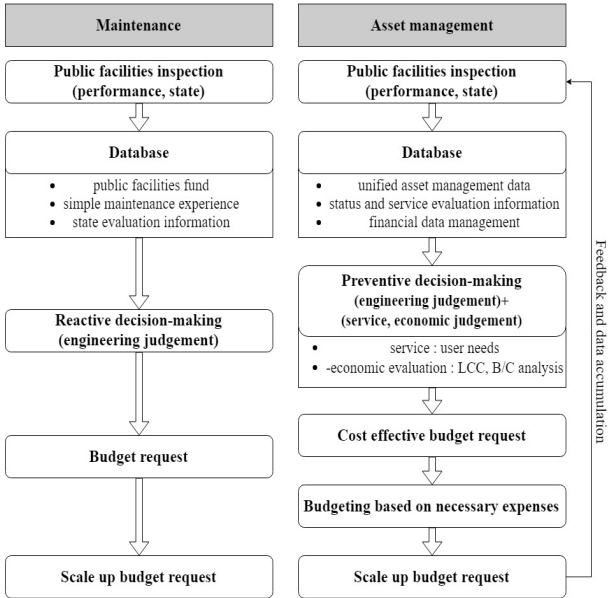 Maintenance
Public facilities inspection
(performance, state)
Database
• public facilities fund
• simple maintenance experience
• state evaluation information
Reactive decision-making
(engineering judgement)
Budget request
Scale up budget request
Asset management
Public facilities inspection
(performance, state)
Database
• unified asset management data
• status and service evaluation information
• financial data management
Preventive decision-making
(engineering judgement)+
(service, economic judgement)
• service : user needs
• -economic evaluation : LCC, B/C analysis
Cost effective budget request
Budgeting based on necessary expenses
Scale up budget request
Feedback and data accumulation